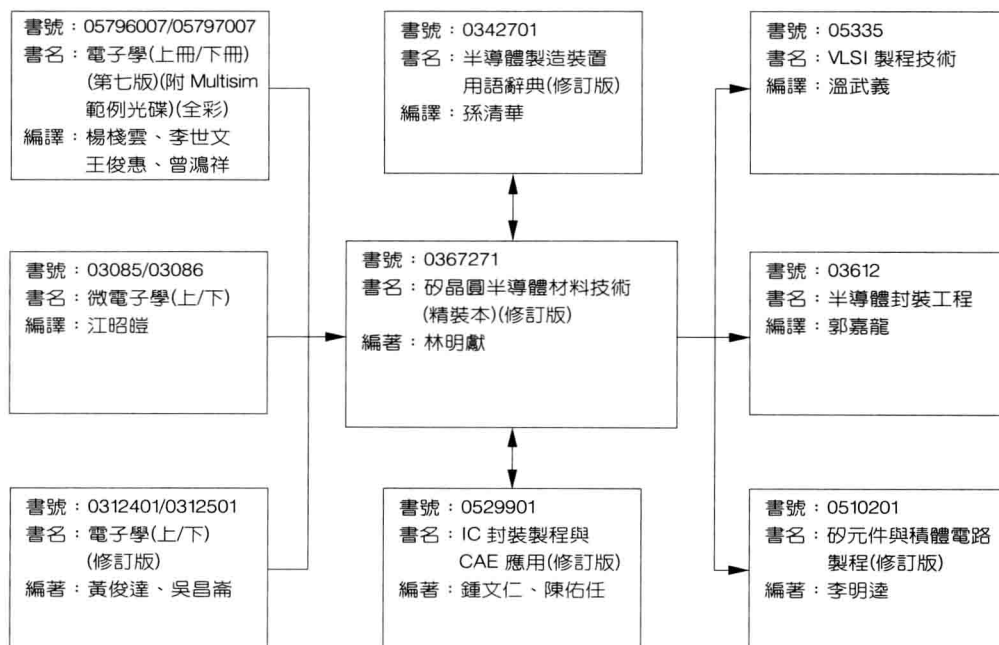 書號：05796007/05797007
書名：電子學(上冊/下冊)
(第七版)(附 Multisim
範例光碟)(全彩)
編譯：楊棧雲、李世文
王俊惠、曾鴻祥
書號：0342701
書名：半導體製造裝置
用語辭典(修訂版)
編譯：孫清華
書號：05335
書名：VLSI 製程技術
編譯：溫武義
書號：03085/03086
書名：微電子學(上/下)
編譯：江昭皚
書號：0367271
書名：矽晶圓半導體材料技術
(精裝本)(修訂版)
編著：林明獻
書號：03612
書名：半導體封裝工程
編譯：郭嘉龍
書號：0312401/0312501
書名：電子學(上/下)
(修訂版)
編著：黃俊達、吳昌崙
書號：0529901
書名：IC 封裝製程與
CAE 應用(修訂版)
編著：鍾文仁、陳佑任
書號：0510201
書名：矽元件與積體電路
製程(修訂版)
編著：李明逵